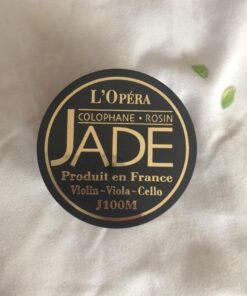 L'OPÉRA
COLOPHANE • ROSIN
JADE
Produit en France
Violin~Viola~Cello
J100M